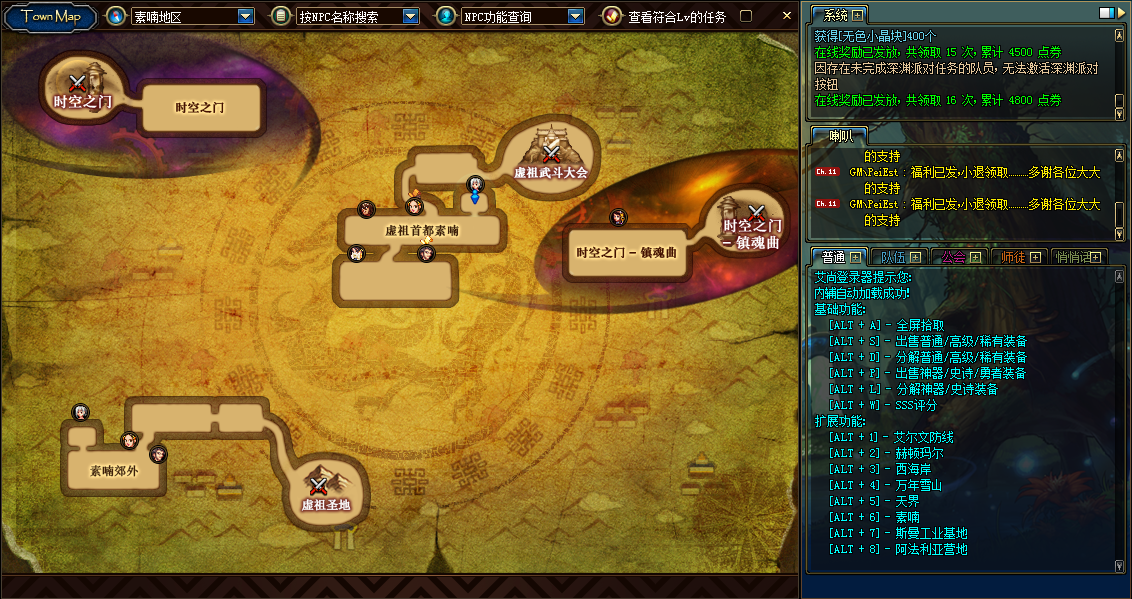 Town Map
素喃地区
按NPC名称搜索
NPC功能查询
查看符合Lv的任务
时空之门
时空之门
虚祖武斗大会
虚祖首都素喃
时空之门 - 镇魂曲
时空之门
- 镇魂曲
素喃郊外
虚祖圣地
系统
获得[无色小晶块]400个
在线奖励已发放, 共领取 15 次, 累计 4500 点券
因存在未完成深渊派对任务的队员, 无法激活深渊派对
按钮
在线奖励已发放, 共领取 16 次, 累计 4800 点券
喇叭
的支持
Ch.11 GM\PeiEst : 福利已发,小退领取........多谢各位大大
的支持
Ch.11 GM\PeiEst : 福利已发,小退领取........多谢各位大大
的支持
普通 队伍 公会 师徒 悄悄话
艾尚登录器提示您:
内辅自动加载成功!
基础功能:
[ALT + A] - 全屏拾取
[ALT + S] - 出售普通/高级/稀有装备
[ALT + D] - 分解普通/高级/稀有装备
[ALT + P] - 出售神器/史诗/勇者装备
[ALT + L] - 分解神器/史诗装备
[ALT + W] - SSS评分
扩展功能:
[ALT + 1] - 艾尔文防线
[ALT + 2] - 赫顿玛尔
[ALT + 3] - 西海岸
[ALT + 4] - 万年雪山
[ALT + 5] - 天界
[ALT + 6] - 素喃
[ALT + 7] - 斯曼工业基地
[ALT + 8] - 阿法利亚营地